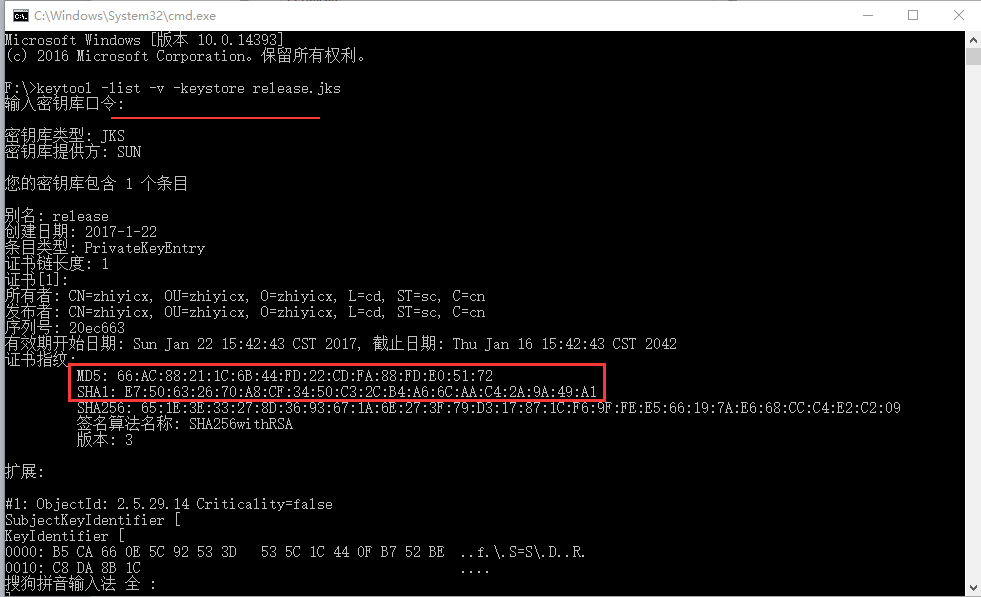 C:\Windows\System32\cmd.exe
Microsoft Windows [版本 10.0.14393]
(c) 2016 Microsoft Corporation。保留所有权利。
F:\>keytool -list -v -keystore release.jks
输入密钥库口令:
密钥库类型: JKS
密钥库提供方: SUN
您的密钥库包含 1 个条目
别名: release
创建日期: 2017-1-22
条目类型: PrivateKeyEntry
证书链长度: 1
证书[1]:
所有者: CN=zhiyicx, OU=zhiyicx, O=zhiyicx, L=cd, ST=sc, C=cn
发布者: CN=zhiyicx, OU=zhiyicx, O=zhiyicx, L=cd, ST=sc, C=cn
序列号: 20ec663
有效期开始日期: Sun Jan 22 15:42:43 CST 2017, 截止日期: Thu Jan 16 15:42:43 CST 2042
证书指纹:
MD5: 66:AC:88:21:1C:6B:44:FD:22:CD:FA:88:FD:E0:51:72
SHA1: E7:50:63:26:70:A8:CF:34:50:C3:2C:B4:A6:6C:AA:C4:2A:9A:49:A1
SHA256: 65:1E:3E:33:27:8D:36:93:67:1A:6E:27:3F:79:D3:17:87:1C:F6:9F:FE:E5:66:19:7A:E6:68:CC:C4:E2:C2:09
签名算法名称: SHA256withRSA
版本: 3
扩展:
#1: ObjectId: 2.5.29.14 Criticality=false
SubjectKeyIdentifier [
KeyIdentifier [
0000: B5 CA 66 0E 5C 92 53 3D 53 5C 1C 44 0F B7 52 BE ..f.\.S=S\.D..R.
0010: C8 DA 8B 1C ....
搜狗拼音输入法 全 :